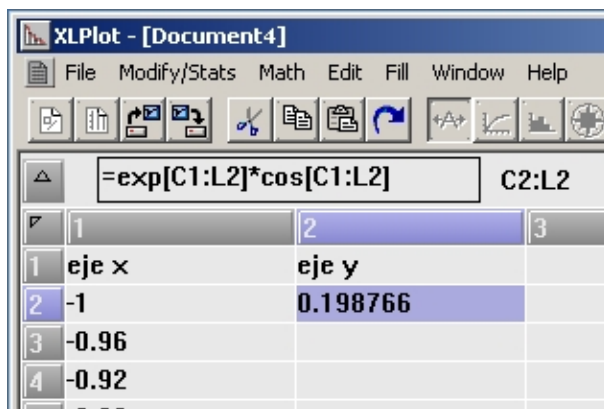 XLPlot - [Document4]
File Modify/Stats Math Edit Fill Window Help
=exp[C1:L2]*cos[C1:L2] C2:L2
1 2 3
1 eje x eje y
2 -1 0.198766
3 -0.96
4 -0.92